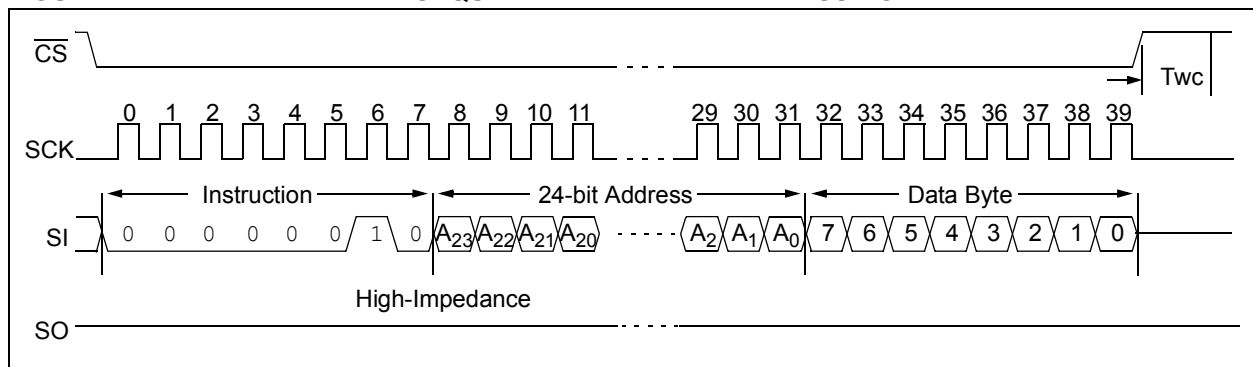 CS
Twc
0 1 2 3 4 5 6 7 8 9 10 11 29 30 31 32 33 34 35 36 37 38 39
SCK
Instruction 24-bit Address Data Byte
SI 0 0 0 0 0 0 1 0 A23 A22 A21 A20 A2 A1 A0 7 6 5 4 3 2 1 0
High-Impedance
SO